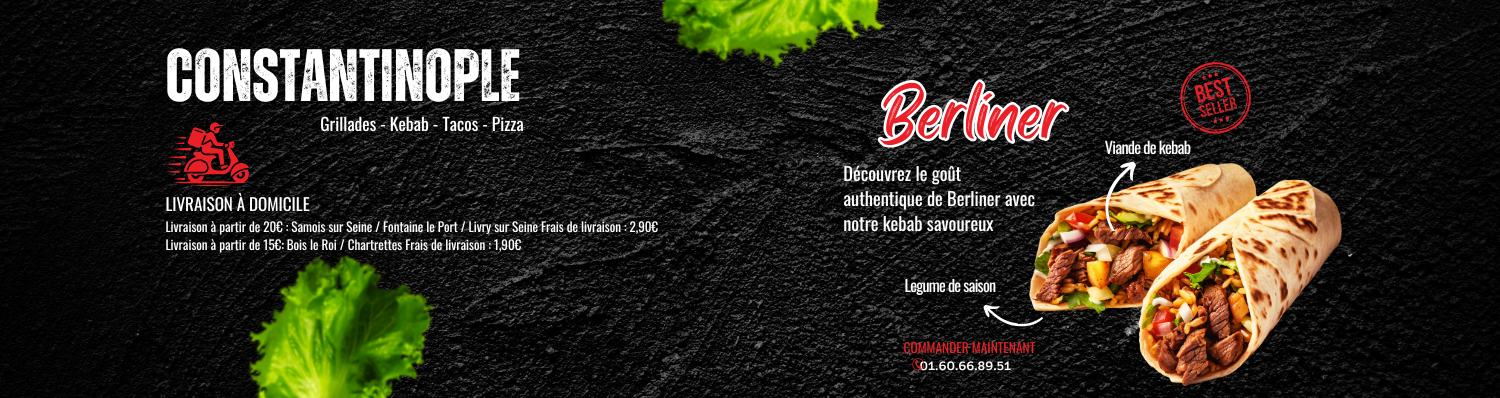 CONSTANTINOPLE
Grillades - Kebab - Tacos - Pizza
LIVRAISON À DOMICILE
Livraison à partir de 20€ : Samois sur Seine / Fontaine le Port / Livry sur Seine Frais de livraison : 2,90€
Livraison à partir de 15€: Bois le Roi / Chartrettes Frais de livraison : 1,90€
Berliner
BEST
SELLER
Viande de kebab
Découvrez le goût
authentique de Berliner avec
notre kebab savoureux
Legume de saison
COMMANDER MAINTENANT
01.60.66.89.51